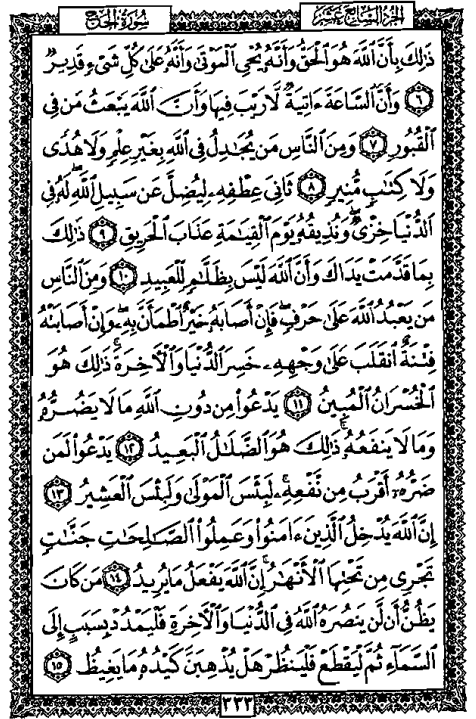 الجزء السابع عشر
سورة الحج
ذَٰلِكَ بِأَنَّ ٱللَّهَ هُوَ ٱلْحَقُّ وَأَنَّهُۥ يُحْىِ ٱلْمَوْتَىٰ وَأَنَّهُۥ عَلَىٰ كُلِّ شَىْءٍ قَدِيرٌ
٦ وَأَنَّ ٱلسَّاعَةَ ءَاتِيَةٌ لَّا رَيْبَ فِيهَا وَأَنَّ ٱللَّهَ يَبْعَثُ مَن فِى
ٱلْقُبُورِ ٧ وَمِنَ ٱلنَّاسِ مَن يُجَٰدِلُ فِى ٱللَّهِ بِغَيْرِ عِلْمٍ وَلَا هُدًى
وَلَا كِتَٰبٍ مُّنِيرٍ ٨ ثَانِىَ عِطْفِهِۦ لِيُضِلَّ عَن سَبِيلِ ٱللَّهِ ۖ لَهُۥ فِى
ٱلدُّنْيَا خِزْىٌ ۖ وَنُذِيقُهُۥ يَوْمَ ٱلْقِيَٰمَةِ عَذَابَ ٱلْحَرِيقِ ٩ ذَٰلِكَ
بِمَا قَدَّمَتْ يَدَاكَ وَأَنَّ ٱللَّهَ لَيْسَ بِظَلَّٰمٍ لِّلْعَبِيدِ ١٠ وَمِنَ ٱلنَّاسِ
مَن يَعْبُدُ ٱللَّهَ عَلَىٰ حَرْفٍ ۖ فَإِنْ أَصَابَهُۥ خَيْرٌ ٱطْمَأَنَّ بِهِۦ ۖ وَإِنْ أَصَابَتْهُ
فِتْنَةٌ ٱنقَلَبَ عَلَىٰ وَجْهِهِۦ خَسِرَ ٱلدُّنْيَا وَٱلْءَاخِرَةَ ۚ ذَٰلِكَ هُوَ
ٱلْخُسْرَانُ ٱلْمُبِينُ ١١ يَدْعُوا۟ مِن دُونِ ٱللَّهِ مَا لَا يَضُرُّهُۥ
وَمَا لَا يَنفَعُهُۥ ۚ ذَٰلِكَ هُوَ ٱلضَّلَٰلُ ٱلْبَعِيدُ ١٢ يَدْعُوا۟ لَمَن
ضَرُّهُۥٓ أَقْرَبُ مِن نَّفْعِهِۦ ۚ لَبِئْسَ ٱلْمَوْلَىٰ وَلَبِئْسَ ٱلْعَشِيرُ ١٣
إِنَّ ٱللَّهَ يُدْخِلُ ٱلَّذِينَ ءَامَنُوا۟ وَعَمِلُوا۟ ٱلصَّٰلِحَٰتِ جَنَّٰتٍ
تَجْرِى مِن تَحْتِهَا ٱلْأَنْهَٰرُ ۚ إِنَّ ٱللَّهَ يَفْعَلُ مَا يُرِيدُ ١٤ مَن كَانَ
يَظُنُّ أَن لَّن يَنصُرَهُ ٱللَّهُ فِى ٱلدُّنْيَا وَٱلْءَاخِرَةِ فَلْيَمْدُدْ بِسَبَبٍ إِلَى
ٱلسَّمَآءِ ثُمَّ لْيَقْطَعْ فَلْيَنظُرْ هَلْ يُذْهِبَنَّ كَيْدُهُۥ مَا يَغِيظُ ١٥
٣٣٣